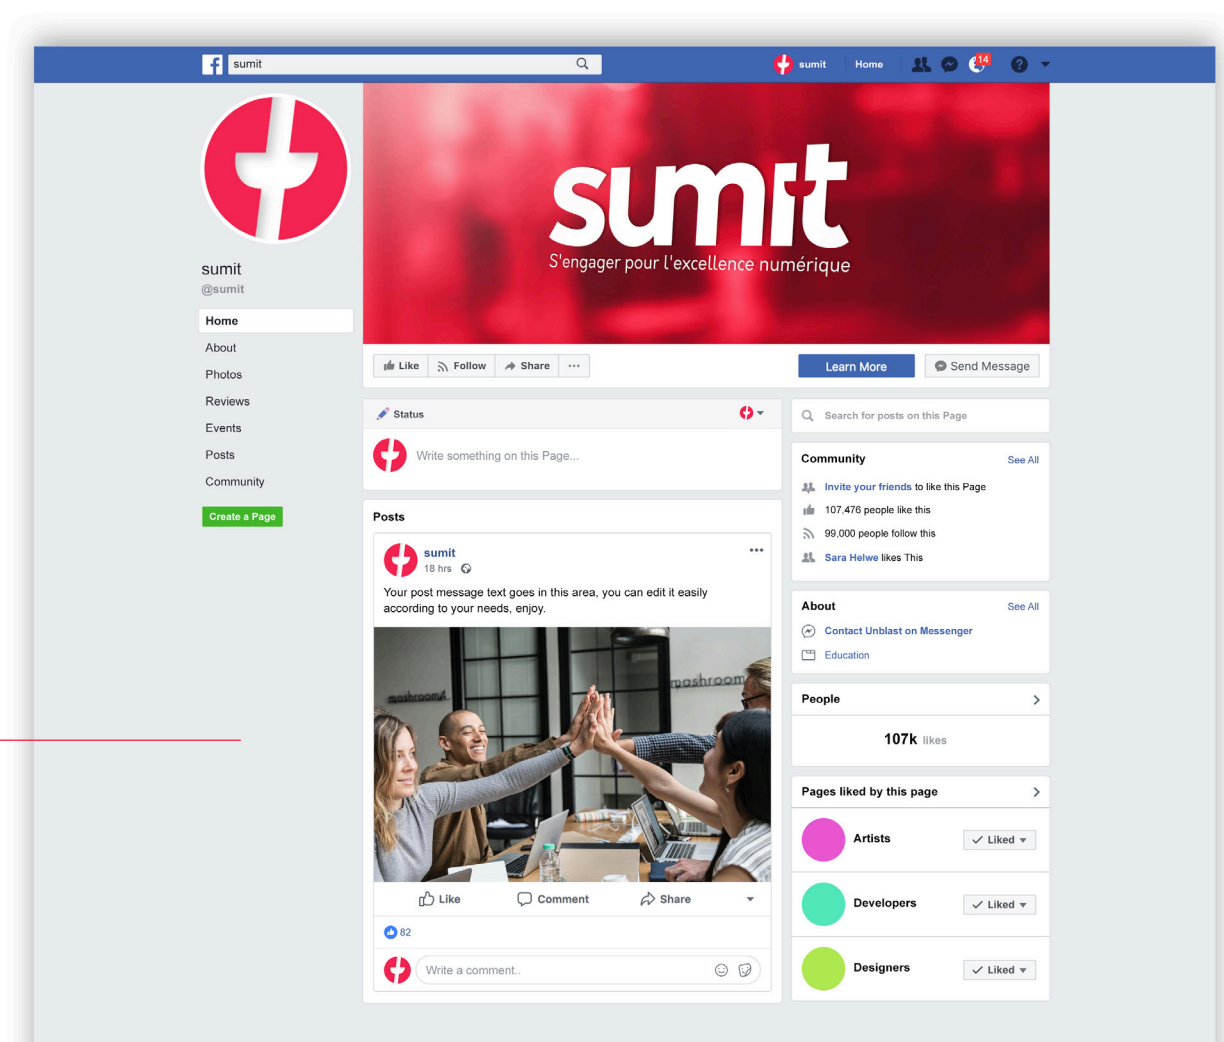 sumit
sumit
Home
14
?
sumit
S'engager pour l'excellence numérique
sumit
@sumit
Home
About
Photos
Reviews
Events
Posts
Community
Create a Page
Like
Follow
Share
Learn More
Send Message
Status
Write something on this Page...
Posts
sumit
18 hrs
Your post message text goes in this area, you can edit it easily
according to your needs, enjoy.
mashroom
mashroom
Like
Comment
Share
82
Write a comment..
Search for posts on this Page
Community
See All
Invite your friends to like this Page
107,476 people like this
99,000 people follow this
Sara Helwe likes This
About
See All
Contact Unblast on Messenger
Education
People
107k likes
Pages liked by this page
Artists
Liked
Developers
Liked
Designers
Liked